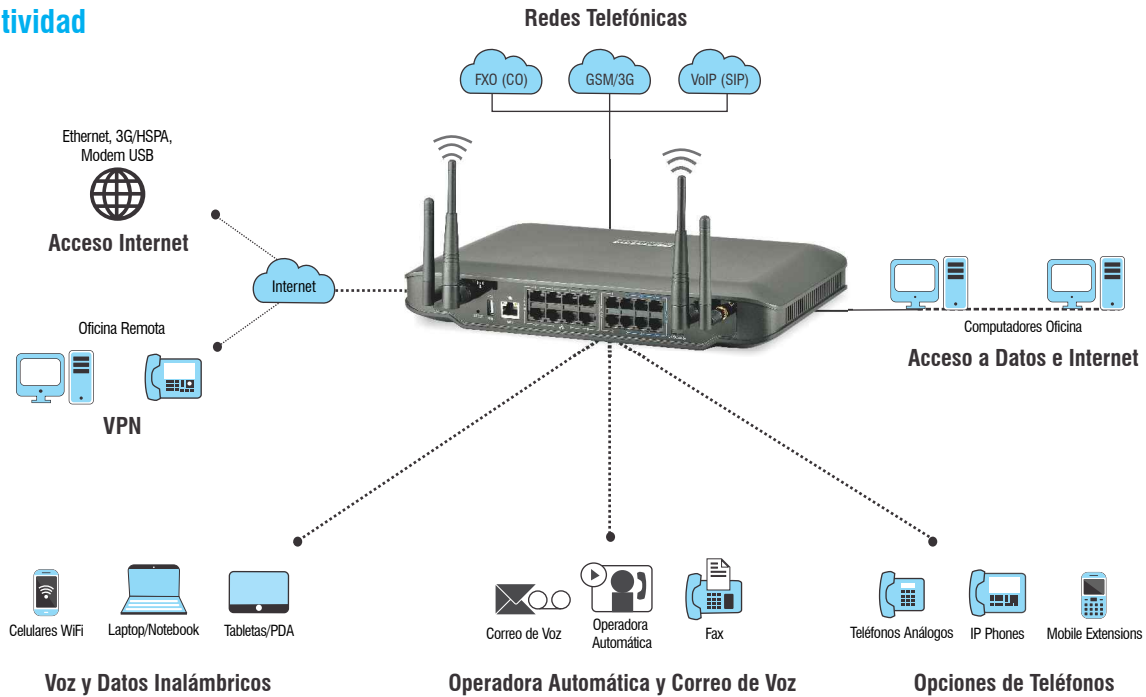 tividad
Redes Telefónicas
FXO (CO)
GSM/3G
VoIP (SIP)
Ethernet, 3G/HSPA,
Modem USB
Acceso Internet
Internet
Oficina Remota
VPN
Computadores Oficina
Acceso a Datos e Internet
Celulares WiFi
Laptop/Notebook
Tabletas/PDA
Voz y Datos Inalámbricos
Correo de Voz
Operadora
Automática
Fax
Operadora Automática y Correo de Voz
Teléfonos Análogos
IP Phones
Mobile Extensions
Opciones de Teléfonos